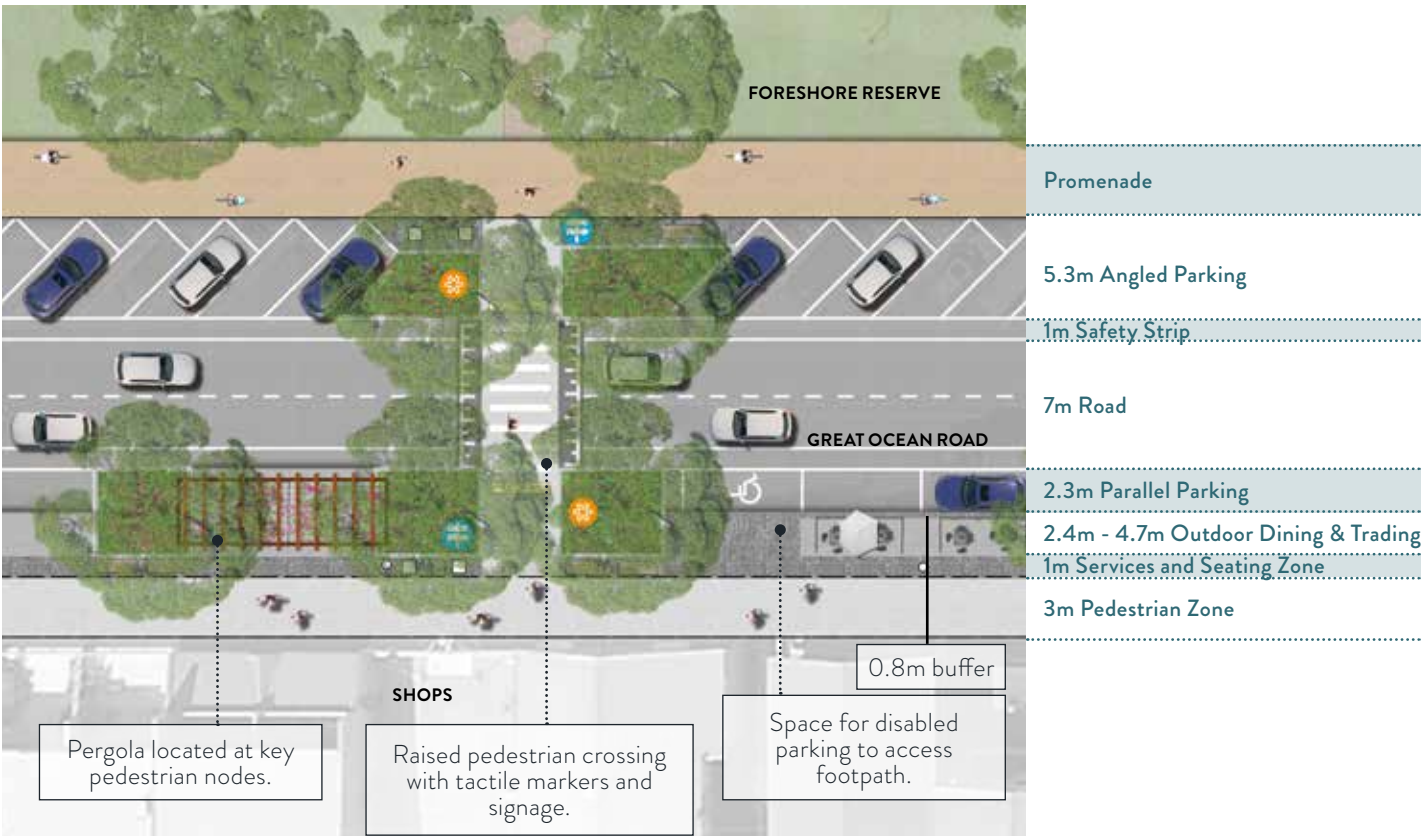 FORESHORE RESERVE
Promenade
5.3m Angled Parking
1m Safety Strip
7m Road
GREAT OCEAN ROAD
2.3m Parallel Parking
2.4m - 4.7m Outdoor Dining & Trading
1m Services and Seating Zone
3m Pedestrian Zone
0.8m buffer
SHOPS
Pergola located at key
pedestrian nodes.
Raised pedestrian crossing
with tactile markers and
signage.
Space for disabled
parking to access
footpath.